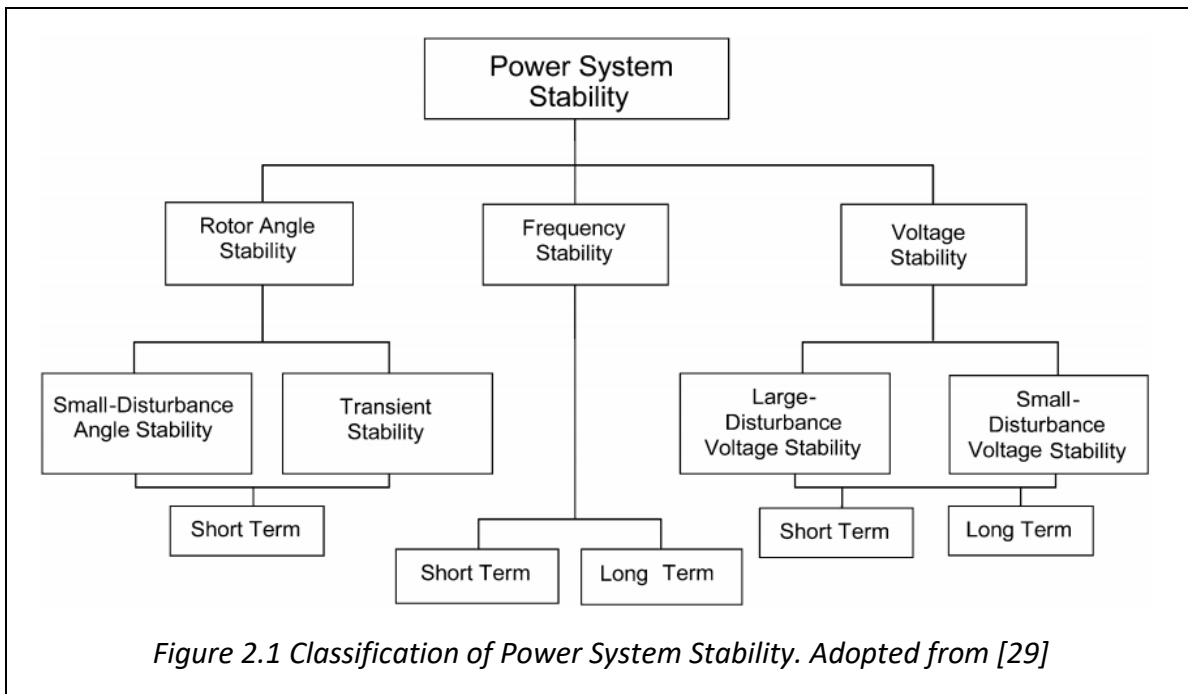 Power System
Stability
Rotor Angle
Stability
Frequency
Stability
Voltage
Stability
Small-Disturbance
Angle Stability
Transient
Stability
Large-
Disturbance
Voltage Stability
Small-
Disturbance
Voltage Stability
Short Term
Short Term
Long Term
Short Term
Long Term
Figure 2.1 Classification of Power System Stability. Adopted from [29]